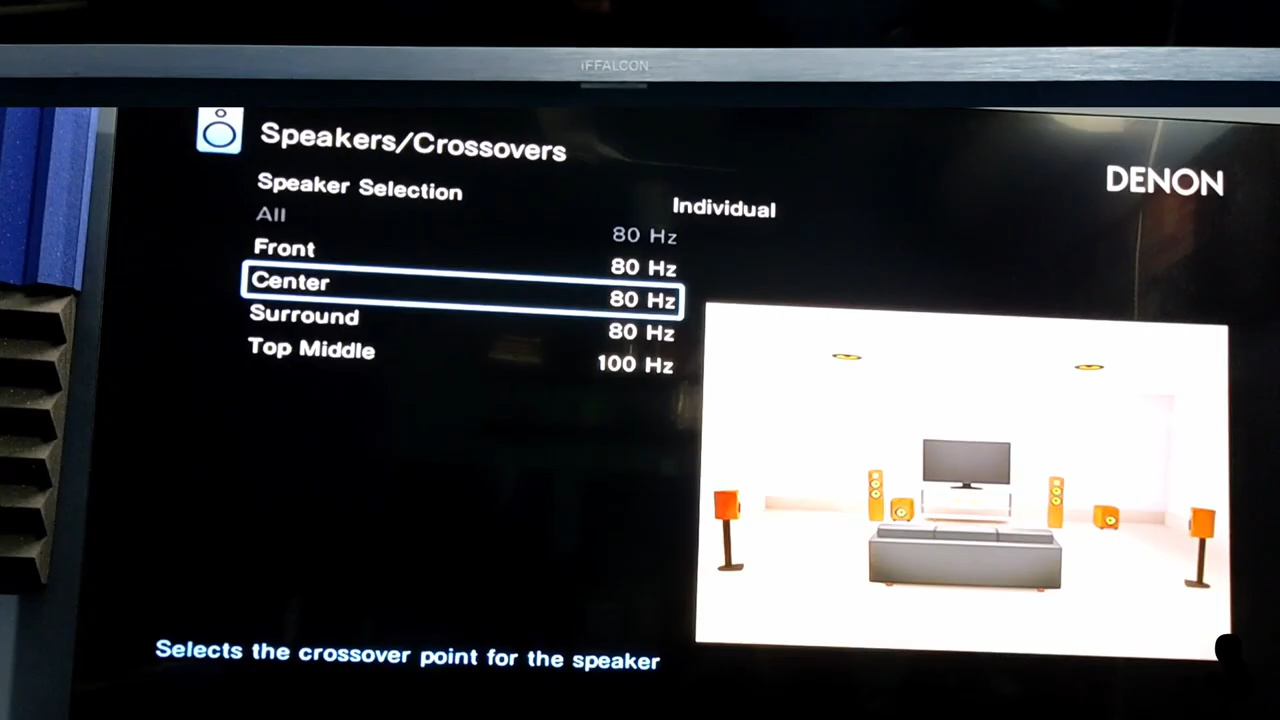 iFFALCON
Speakers/Crossovers
DENON
Speaker Selection Individual
All 80 Hz
Front 80 Hz
Center 80 Hz
Surround 80 Hz
Top Middle 100 Hz
Selects the crossover point for the speaker